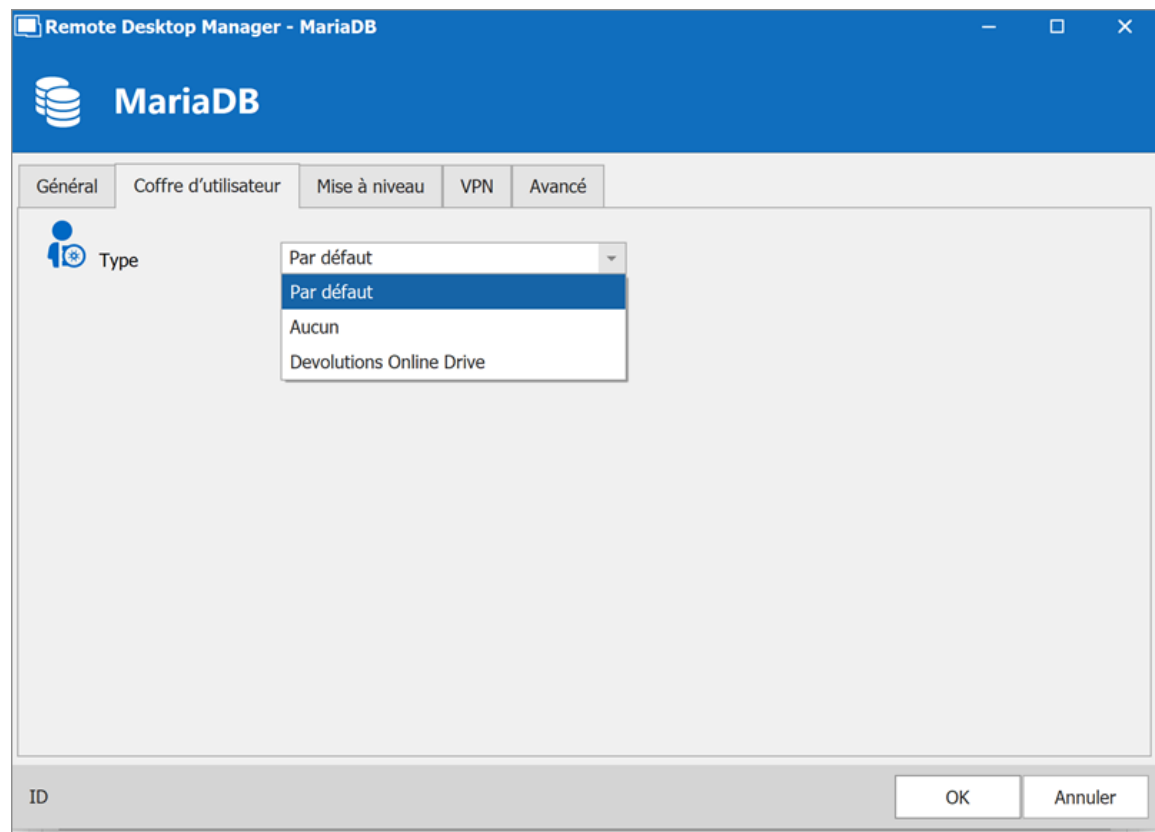 Remote Desktop Manager - MariaDB
MariaDB
Général
Coffre d'utilisateur
Mise à niveau
VPN
Avancé
Type
Par défaut
Par défaut
Aucun
Devolutions Online Drive
ID
OK
Annuler